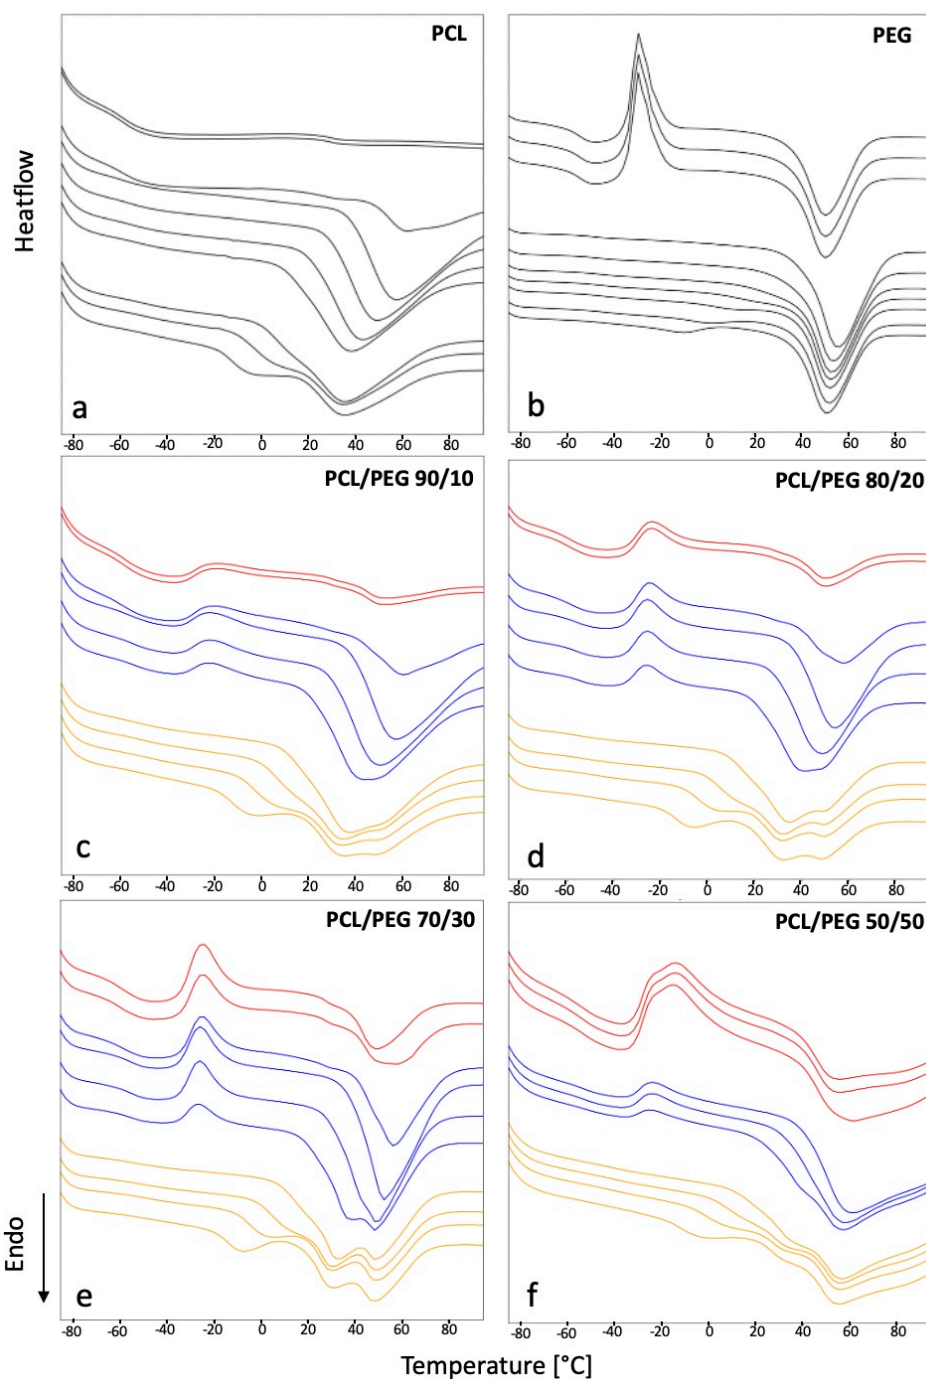 PCL
PEG
Heatflow
a
b
-80 -60 -40 -20 0 20 40 60 80
-80 -60 -40 -20 0 20 40 60 80
PCL/PEG 90/10
PCL/PEG 80/20
c
d
-80 -60 -40 -20 0 20 40 60 80
-80 -60 -40 -20 0 20 40 60 80
PCL/PEG 70/30
PCL/PEG 50/50
Endo
e
f
-80 -60 -40 -20 0 20 40 60 80
-80 -60 -40 -20 0 20 40 60 80
Temperature [°C]